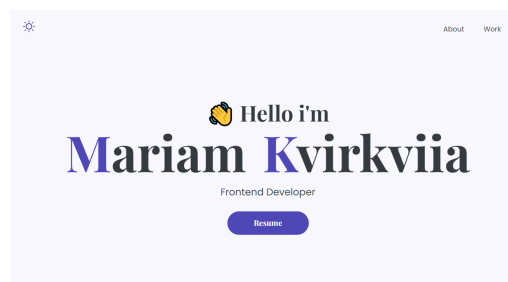 About Work
Hello i'm
Mariam Kvirkviia
Frontend Developer
Resume